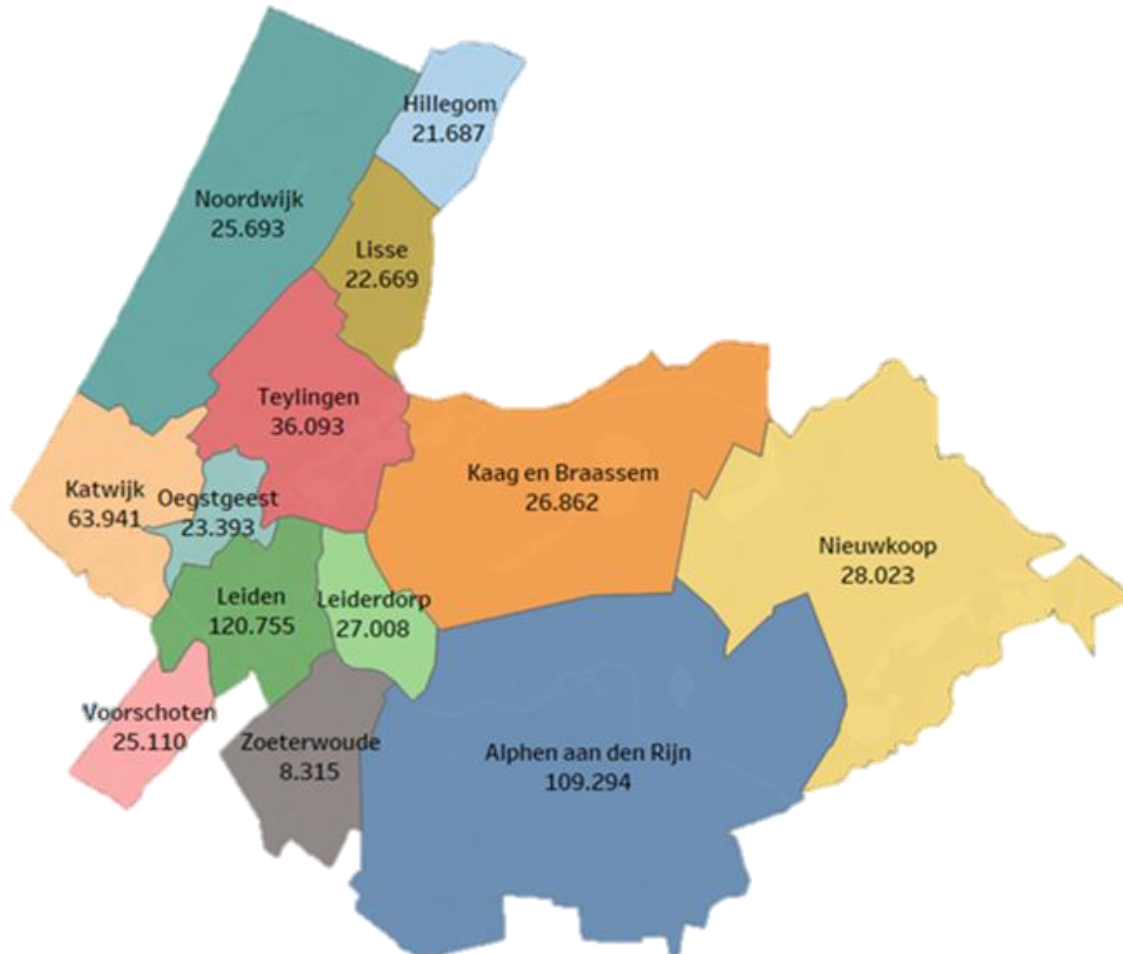 Hillegom
21.687
Noordwijk
25.693
Lisse
22.669
Teylingen
36.093
Kaag en Braassem
26.862
Katwijk
63.941
Oegstgeest
23.393
Nieuwkoop
28.023
Leiden
120.755
Leiderdorp
27.008
Voorschoten
25.110
Zoeterwoude
8.315
Alphen aan den Rijn
109.294